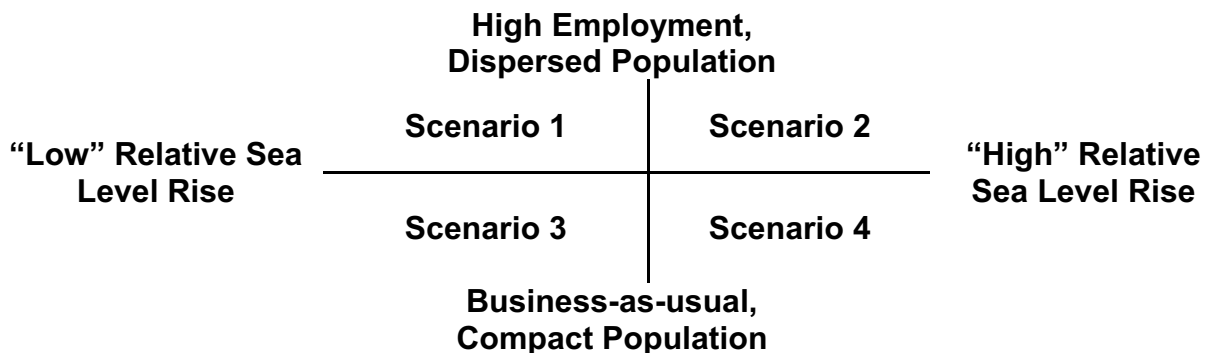 High Employment,
Dispersed Population
Scenario 1
Scenario 2
“Low” Relative Sea
Level Rise
“High” Relative
Sea Level Rise
Scenario 3
Scenario 4
Business-as-usual,
Compact Population